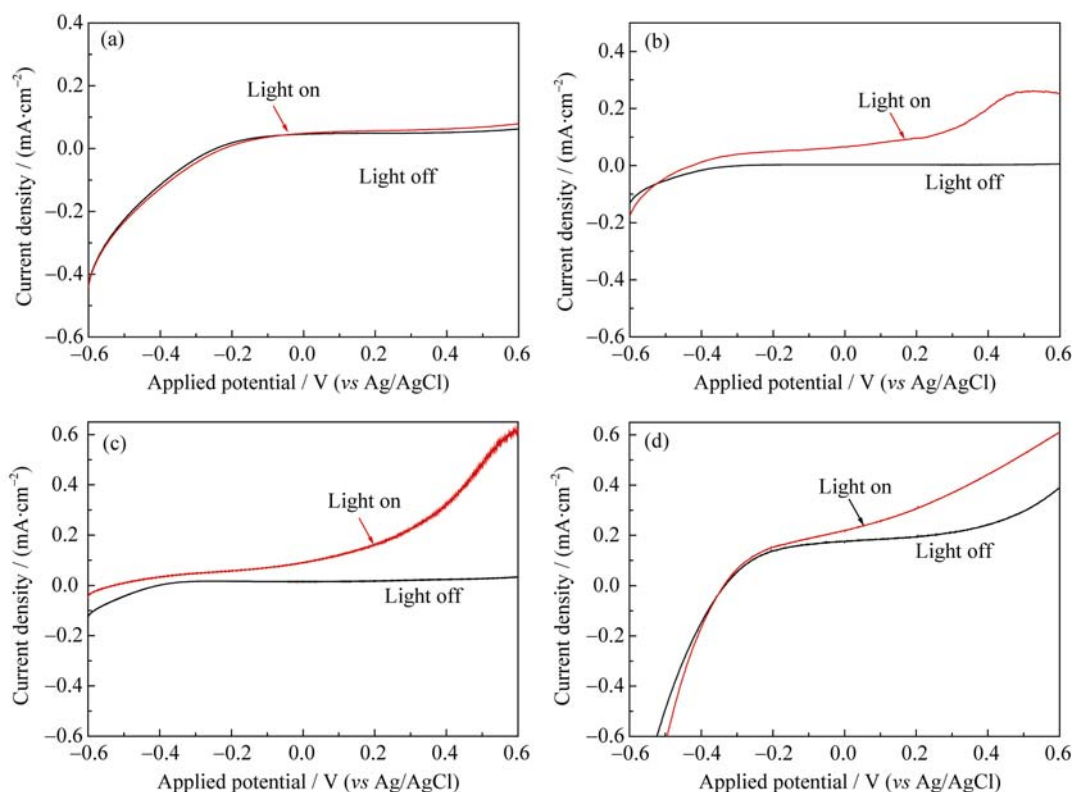 (a)
0.4
0.2
0.0
−0.2
−0.4
−0.6
Current density / (mA·cm⁻²)
Light on
Light off
−0.6 −0.4 −0.2 0.0 0.2 0.4 0.6
Applied potential / V (vs Ag/AgCl)
(b)
0.4
0.2
0.0
−0.2
−0.4
−0.6
Current density / (mA·cm⁻²)
Light on
Light off
−0.6 −0.4 −0.2 0.0 0.2 0.4 0.6
Applied potential / V (vs Ag/AgCl)
(c)
0.6
0.4
0.2
0.0
−0.2
−0.4
−0.6
Current density / (mA·cm⁻²)
Light on
Light off
−0.6 −0.4 −0.2 0.0 0.2 0.4 0.6
Applied potential / V (vs Ag/AgCl)
(d)
0.6
0.4
0.2
0.0
−0.2
−0.4
−0.6
Current density / (mA·cm⁻²)
Light on
Light off
−0.6 −0.4 −0.2 0.0 0.2 0.4 0.6
Applied potential / V (vs Ag/AgCl)